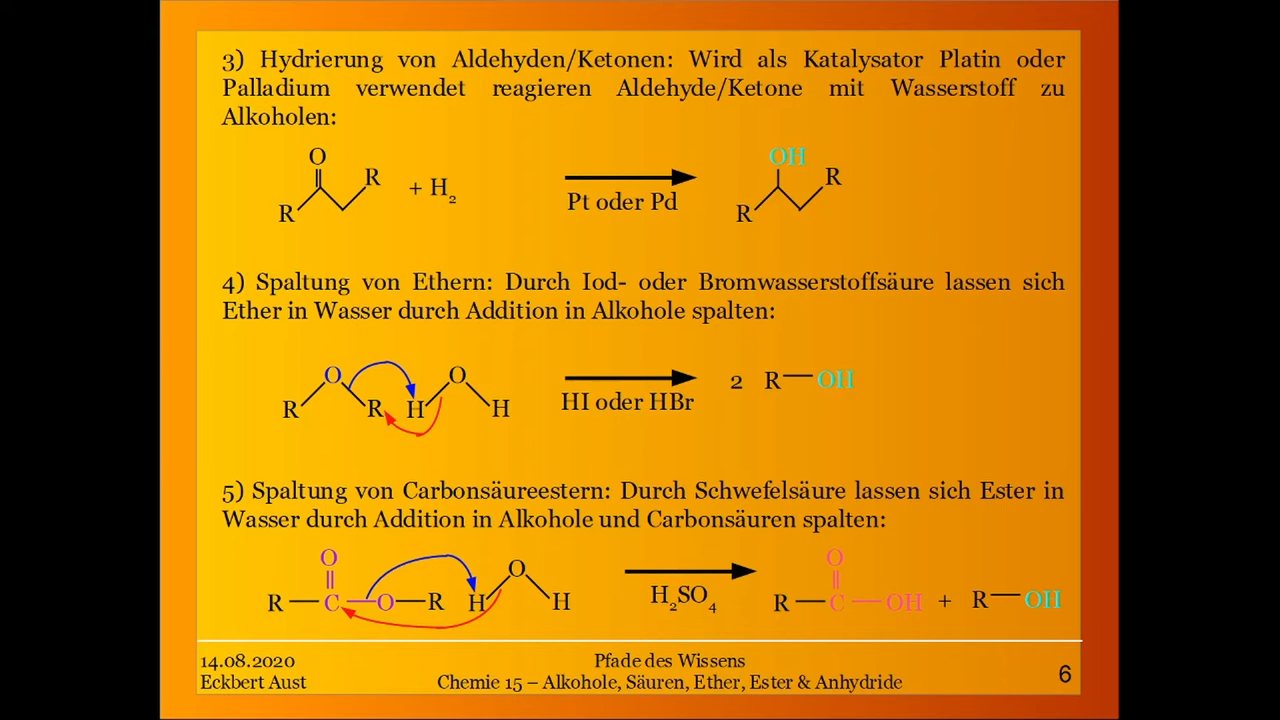 3) Hydrierung von Aldehyden/Ketonen: Wird als Katalysator Platin oder
Palladium verwendet reagieren Aldehyde/Ketone mit Wasserstoff zu
Alkoholen:
O
R
R
+ H₂
Pt oder Pd
OH
R
R
4) Spaltung von Ethern: Durch Iod- oder Bromwasserstoffsäure lassen sich
Ether in Wasser durch Addition in Alkohole spalten:
O
R
R
O
H
H
HI oder HBr
2 R—OH
5) Spaltung von Carbonsäureestern: Durch Schwefelsäure lassen sich Ester in
Wasser durch Addition in Alkohole und Carbonsäuren spalten:
O
R—C—O—R
O
H
H
H₂SO₄
O
R—C—OH + R—OH
14.08.2020
Eckbert Aust
Pfade des Wissens
Chemie 15 – Alkohole, Säuren, Ether, Ester & Anhydride
6